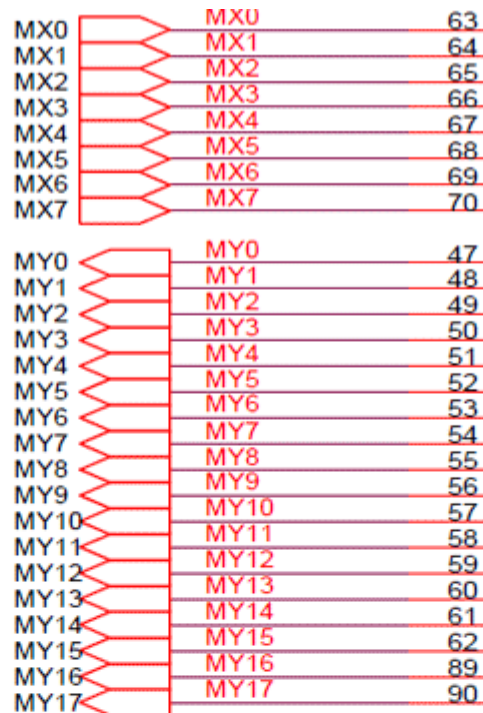 MX0 MX0 63
MX1 MX1 64
MX2 MX2 65
MX3 MX3 66
MX4 MX4 67
MX5 MX5 68
MX6 MX6 69
MX7 MX7 70
MY0 MY0 47
MY1 MY1 48
MY2 MY2 49
MY3 MY3 50
MY4 MY4 51
MY5 MY5 52
MY6 MY6 53
MY7 MY7 54
MY8 MY8 55
MY9 MY9 56
MY10 MY10 57
MY11 MY11 58
MY12 MY12 59
MY13 MY13 60
MY14 MY14 61
MY15 MY15 62
MY16 MY16 89
MY17 MY17 90